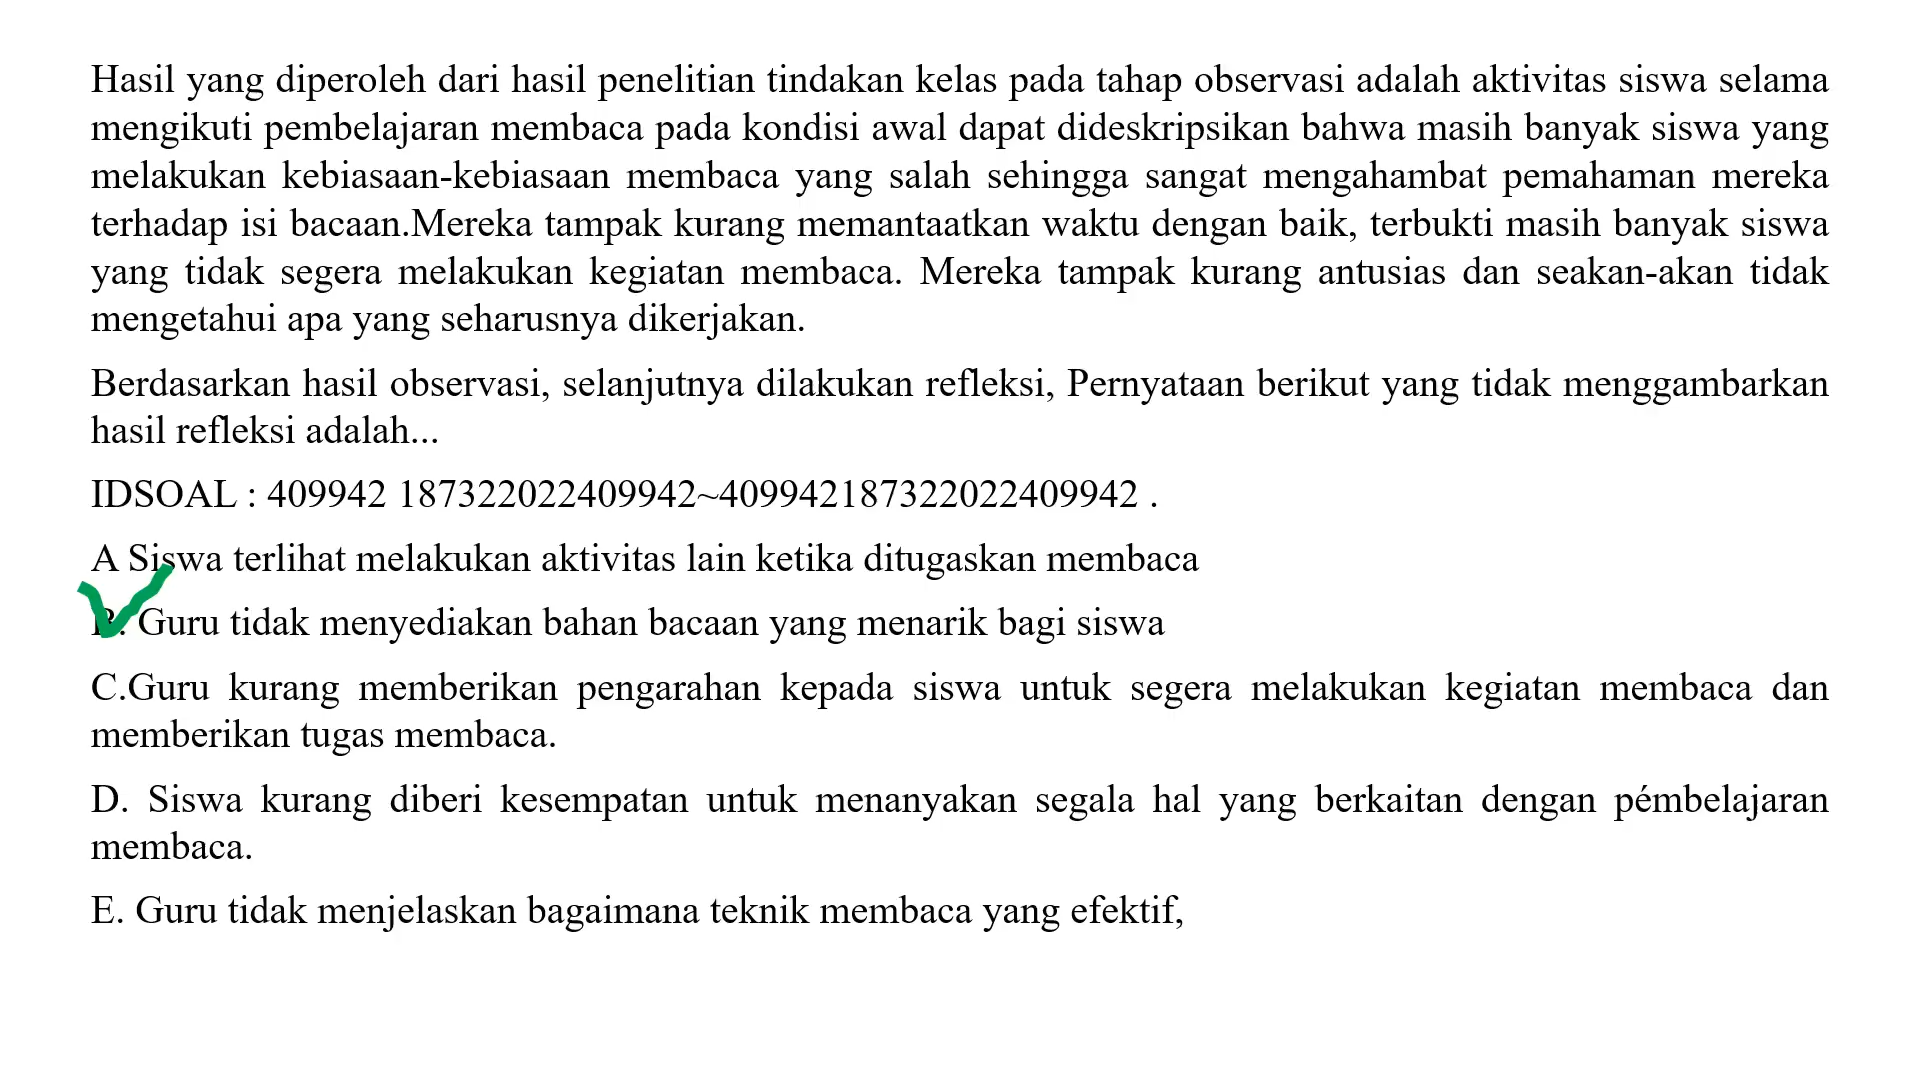 Hasil yang diperoleh dari hasil penelitian tindakan kelas pada tahap observasi adalah aktivitas siswa selama
mengikuti pembelajaran membaca pada kondisi awal dapat dideskripsikan bahwa masih banyak siswa yang
melakukan kebiasaan-kebiasaan membaca yang salah sehingga sangat mengahambat pemahaman mereka
terhadap isi bacaan.Mereka tampak kurang memantaatkan waktu dengan baik, terbukti masih banyak siswa
yang tidak segera melakukan kegiatan membaca. Mereka tampak kurang antusias dan seakan-akan tidak
mengetahui apa yang seharusnya dikerjakan.
Berdasarkan hasil observasi, selanjutnya dilakukan refleksi, Pernyataan berikut yang tidak menggambarkan
hasil refleksi adalah...
IDSOAL : 409942 187322022409942~409942187322022409942 .
A Siswa terlihat melakukan aktivitas lain ketika ditugaskan membaca
B. Guru tidak menyediakan bahan bacaan yang menarik bagi siswa
C.Guru kurang memberikan pengarahan kepada siswa untuk segera melakukan kegiatan membaca dan
memberikan tugas membaca.
D. Siswa kurang diberi kesempatan untuk menanyakan segala hal yang berkaitan dengan pémbelajaran
membaca.
E. Guru tidak menjelaskan bagaimana teknik membaca yang efektif,